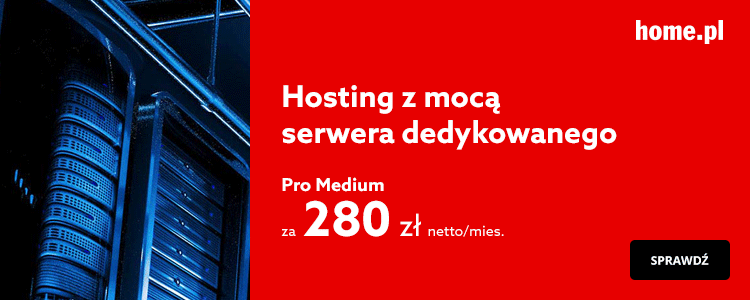 home.pl
Hosting z mocą
serwera dedykowanego
Pro Medium
za 280 zł netto/mies.
SPRAWDŹ